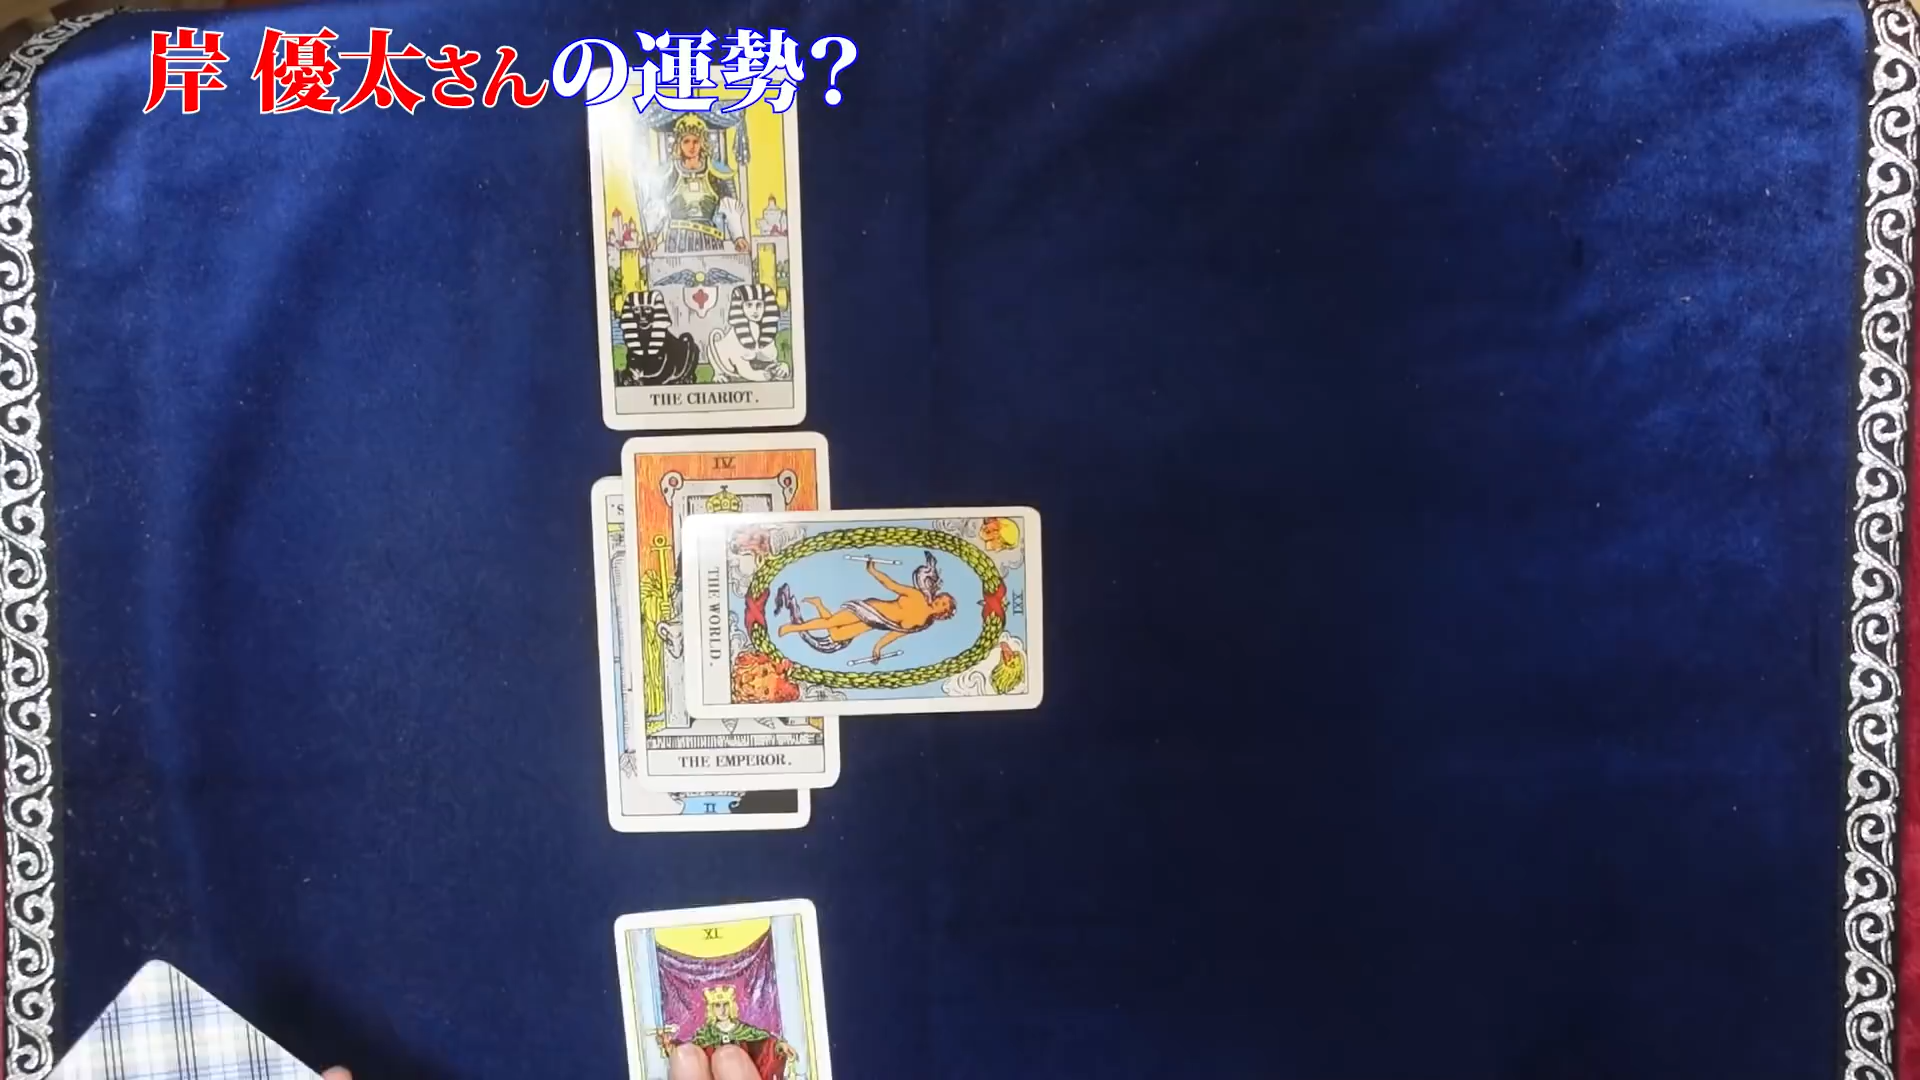 岸 優太さんの運勢?
THE CHARIOT.
IV
THE WORLD.
XXI
THE EMPEROR.
II
XI